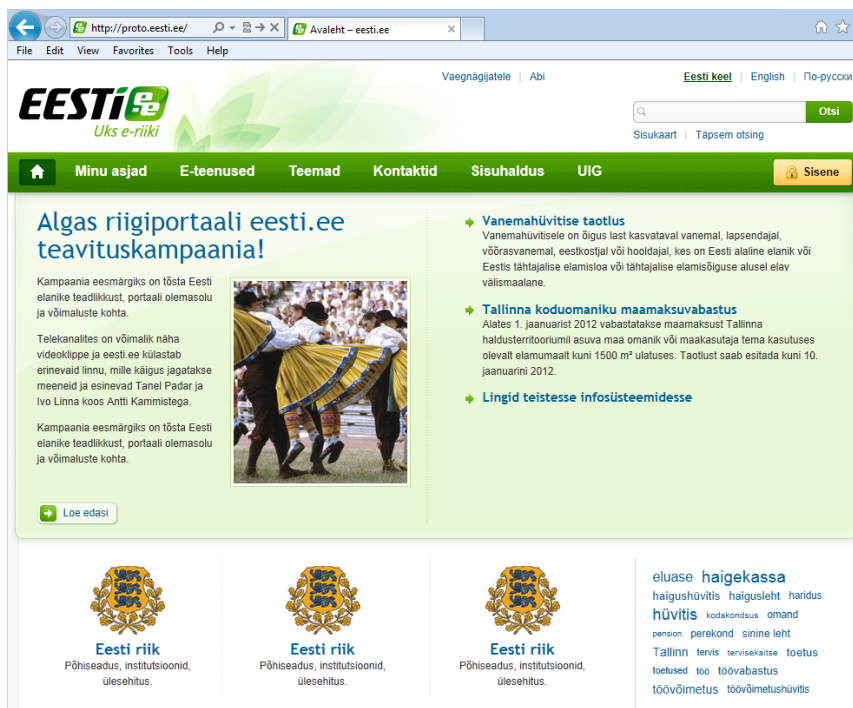 http://proto.eesti.ee/
Avaleht – eesti.ee
File Edit View Favorites Tools Help
Vaegnägijatele | Abi
Eesti keel | English | По-русски
EESTi ee
Uks e-riiki
Otsi
Sisukaart | Täpsem otsing
Minu asjad E-teenused Teemad Kontaktid Sisuhaldus UIG
Sisene
Algas riigiportaali eesti.ee
teavituskampaania!
Kampaania eesmärgiks on tõsta Eesti
elanike teadlikkust, portaali olemasolu
ja võimaluste kohta.
Telekanalites on võimalik näha
videoklippe ja eesti.ee külastab
erinevaid linnu, mille käigus jagatakse
meeneid ja esinevad Tanel Padar ja
Ivo Linna koos Antti Kammistega.
Kampaania eesmärgiks on tõsta Eesti
elanike teadlikkust, portaali olemasolu
ja võimaluste kohta.
Loe edasi
Vanemahüvitise taotlus
Vanemahüvitisele on õigus last kasvataval vanemal, lapsendajal,
võõrasvanemal, eestkostjal või hooldajal, kes on Eesti alaline elanik või
Eestis tähtajalise elamisloa või tähtajalise elamisõiguse alusel elav
välismaalane.
Tallinna koduomaniku maamaksuvabastus
Alates 1. jaanuarist 2012 vabastatakse maamaksust Tallinna
haldusterritooriumil asuva maa omanik või maakasutaja tema kasutuses
olevalt elamumaalt kuni 1500 m² ulatuses. Taotlust saab esitada kuni 10.
jaanuarini 2012.
Lingid teistesse infosüsteemidesse
Eesti riik
Põhiseadus, institutsioonid,
ülesehitus.
Eesti riik
Põhiseadus, institutsioonid,
ülesehitus.
Eesti riik
Põhiseadus, institutsioonid,
ülesehitus.
eluase haigekassa
haigushüvitis haigusleht haridus
hüvitis kodakondsus omand
pension perekond sinine leht
Tallinn tervis tervisekaitse toetus
toetused töö töövabastus
töövõimetus töövõimetushüvitis